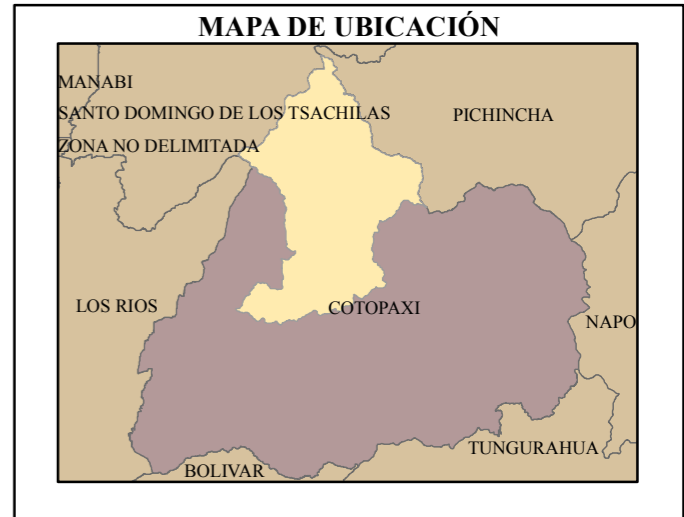 MAPA DE UBICACIÓN
MANABI
SANTO DOMINGO DE LOS TSACHILAS
PICHINCHA
ZONA NO DELIMITADA
LOS RIOS
COTOPAXI
NAPO
TUNGURAHUA
BOLIVAR